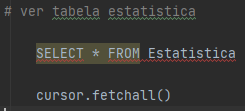 # ver tabela estatistica
SELECT * FROM Estatistica
cursor.fetchall()